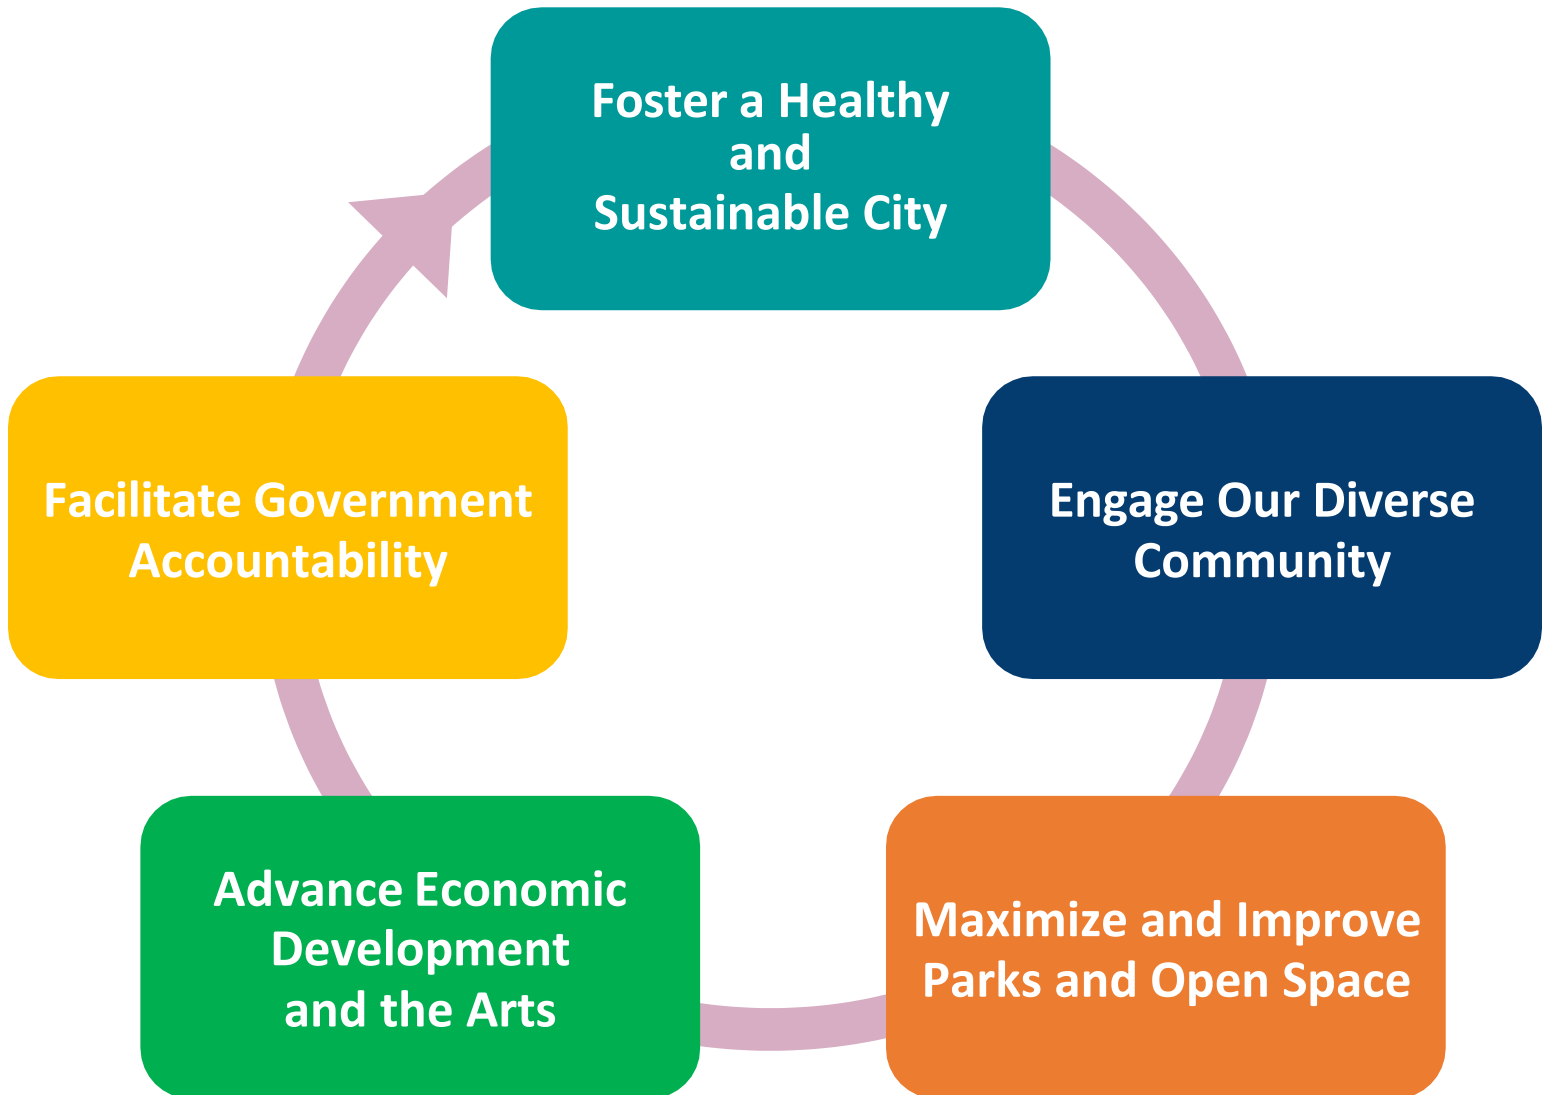 Foster a Healthy
and
Sustainable City
Engage Our Diverse
Community
Maximize and Improve
Parks and Open Space
Advance Economic
Development
and the Arts
Facilitate Government
Accountability